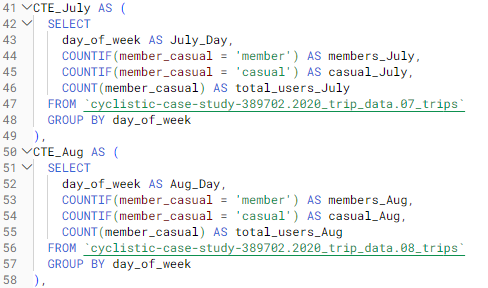 41 CTE_July AS (
42 SELECT
43 day_of_week AS July_Day,
44 COUNTIF(member_casual = 'member') AS members_July,
45 COUNTIF(member_casual = 'casual') AS casual_July,
46 COUNT(member_casual) AS total_users_July
47 FROM `cyclistic-case-study-389702.2020_trip_data.07_trips`
48 GROUP BY day_of_week
49 ),
50 CTE_Aug AS (
51 SELECT
52 day_of_week AS Aug_Day,
53 COUNTIF(member_casual = 'member') AS members_Aug,
54 COUNTIF(member_casual = 'casual') AS casual_Aug,
55 COUNT(member_casual) AS total_users_Aug
56 FROM `cyclistic-case-study-389702.2020_trip_data.08_trips`
57 GROUP BY day_of_week
58 ),